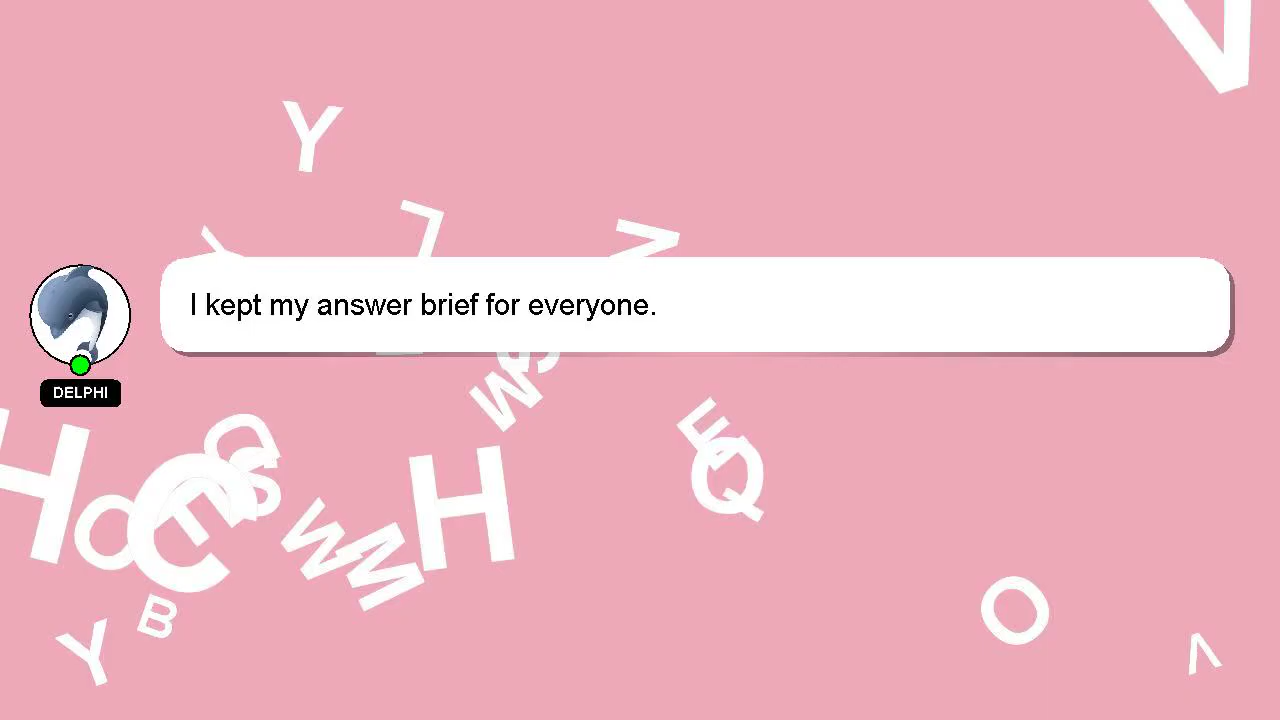 I kept my answer brief for everyone.
DELPHI
V
Y
L
Y
V
S
M
H
O
C
T
D
S
W
M
H
E
Q
B
Y
O
V